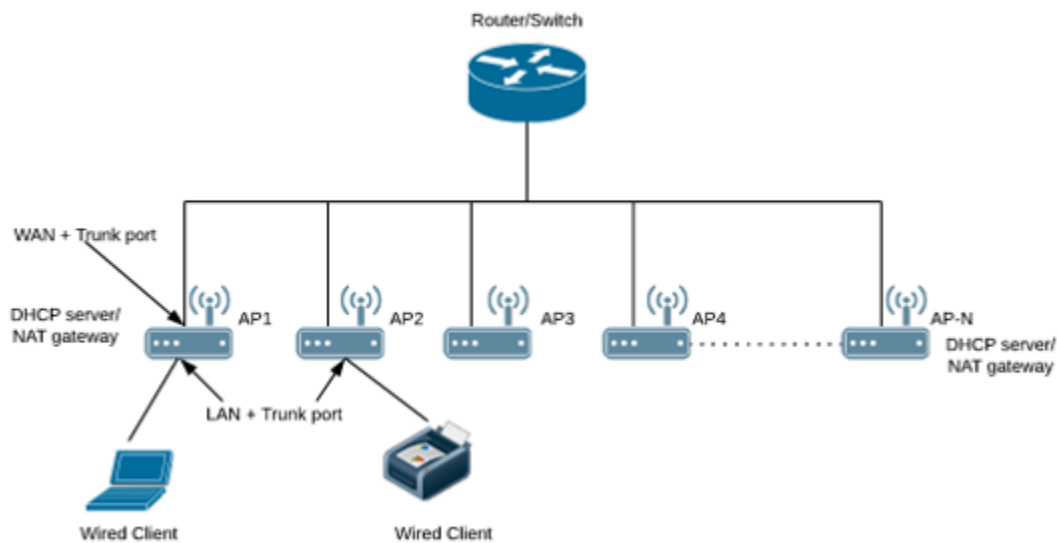 Router/Switch
WAN + Trunk port
DHCP server/
NAT gateway
AP1
AP2
AP3
AP4
AP-N
DHCP server/
NAT gateway
LAN + Trunk port
Wired Client
Wired Client